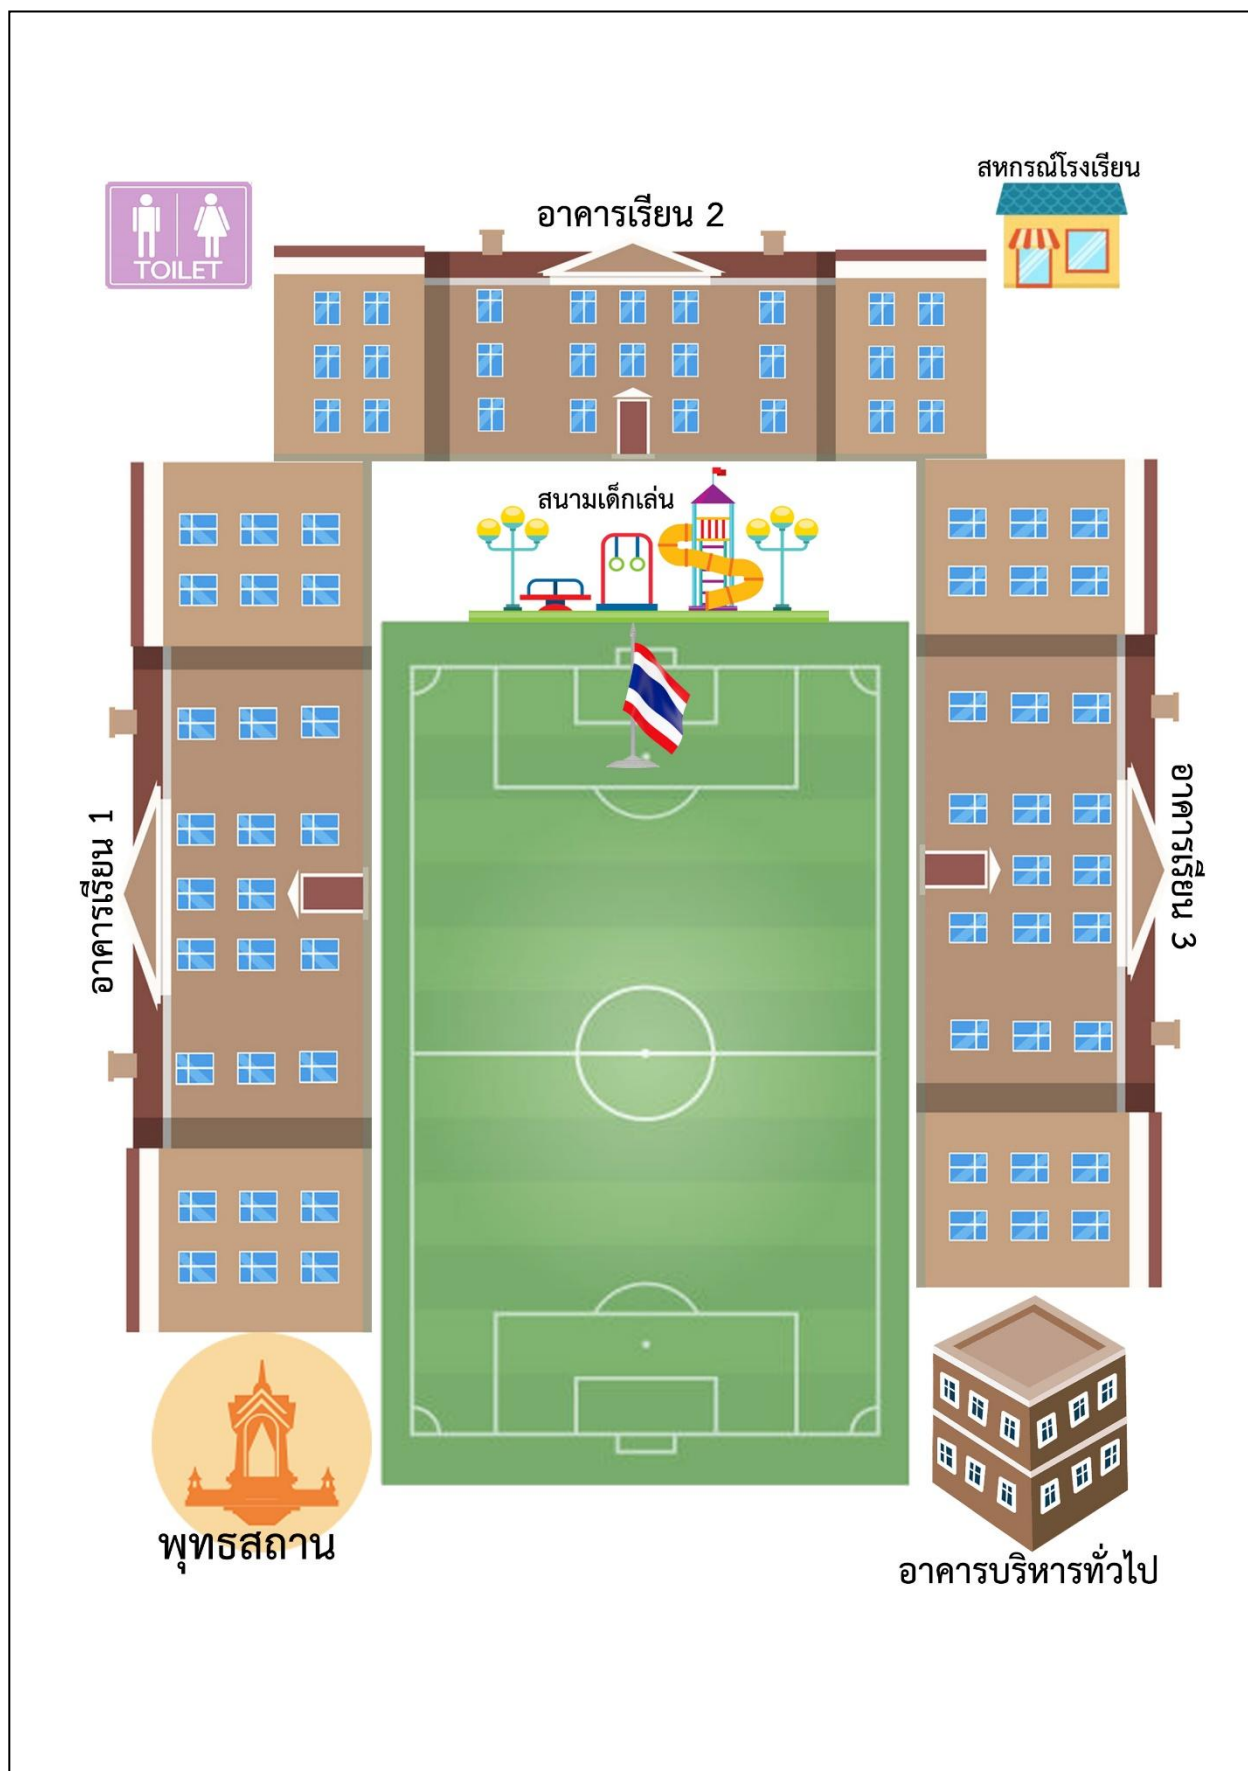 สหกรณ์โรงเรียน
อาคารเรียน 2
TOILET
สนามเด็กเล่น
อาคารเรียน 1
อาคารเรียน 3
พุทธสถาน
อาคารบริหารทั่วไป